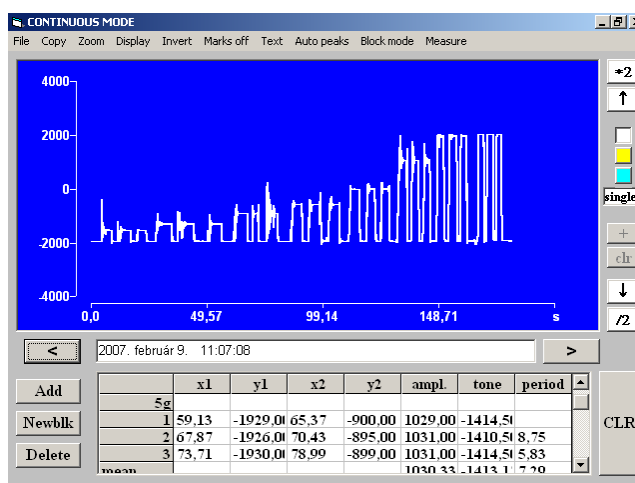 CONTINUOUS MODE
File Copy Zoom Display Invert Marks off Text Auto peaks Block mode Measure
4000
2000
0
-2000
-4000
0,0 49,57 99,14 148,71 s
*2
↑
single
+
clr
↓
/2
< 2007. február 9. 11:07:08 >
Add
Newblk
Delete
x1 y1 x2 y2 ampl. tone period
5g
1 59,13 -1929,0 65,37 -900,00 1029,00 -1414,5
2 67,87 -1926,0 70,43 -895,00 1031,00 -1410,5 8,75
3 73,71 -1930,0 78,99 -899,00 1031,00 -1414,5 5,83
mean 1030,33 -1413,1 7,29
CLR